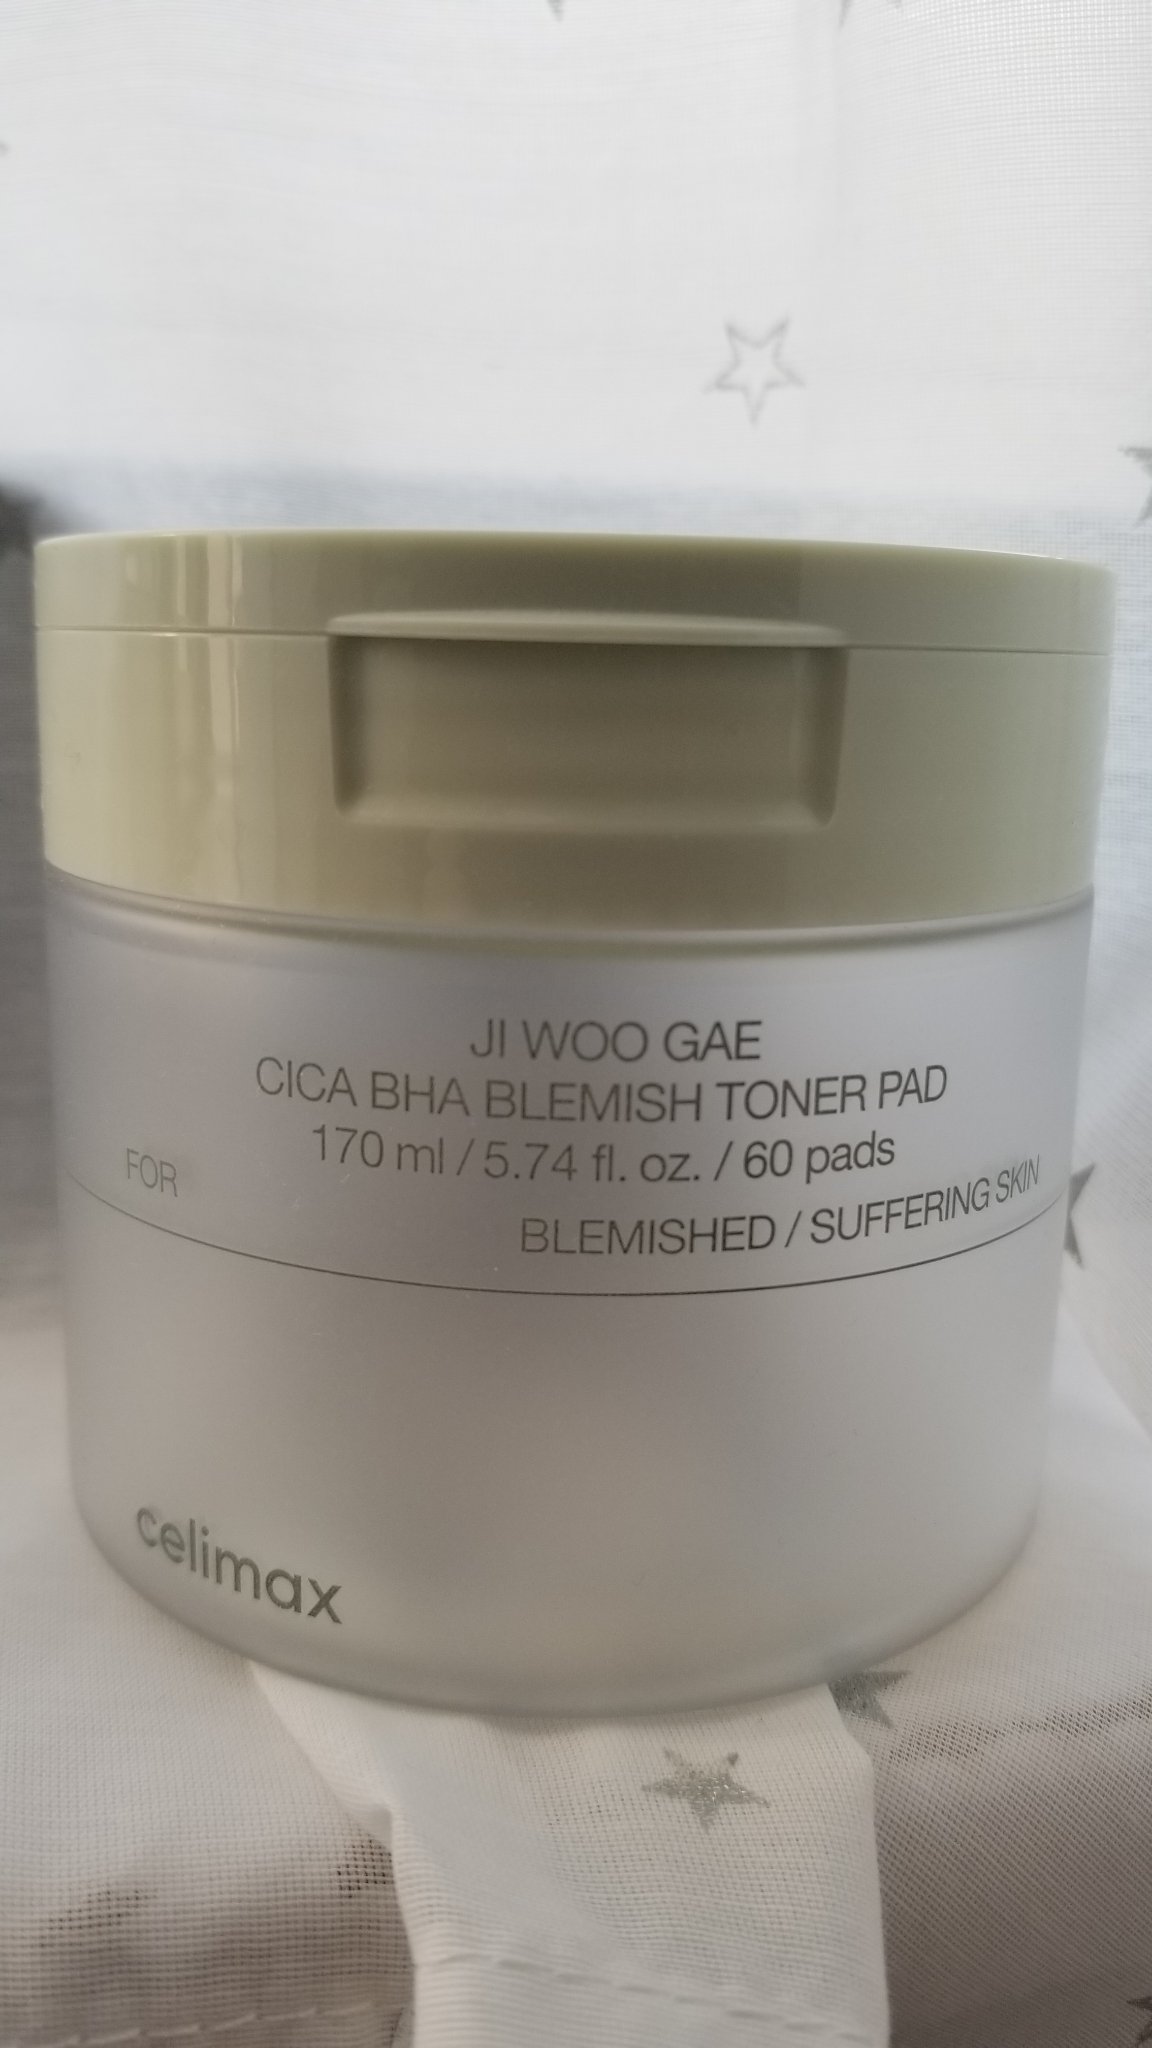 JI WOO GAE
CICA BHA BLEMISH TONER PAD
170 ml / 5.74 fl. oz. / 60 pads
FOR BLEMISHED / SUFFERING SKIN
celimax